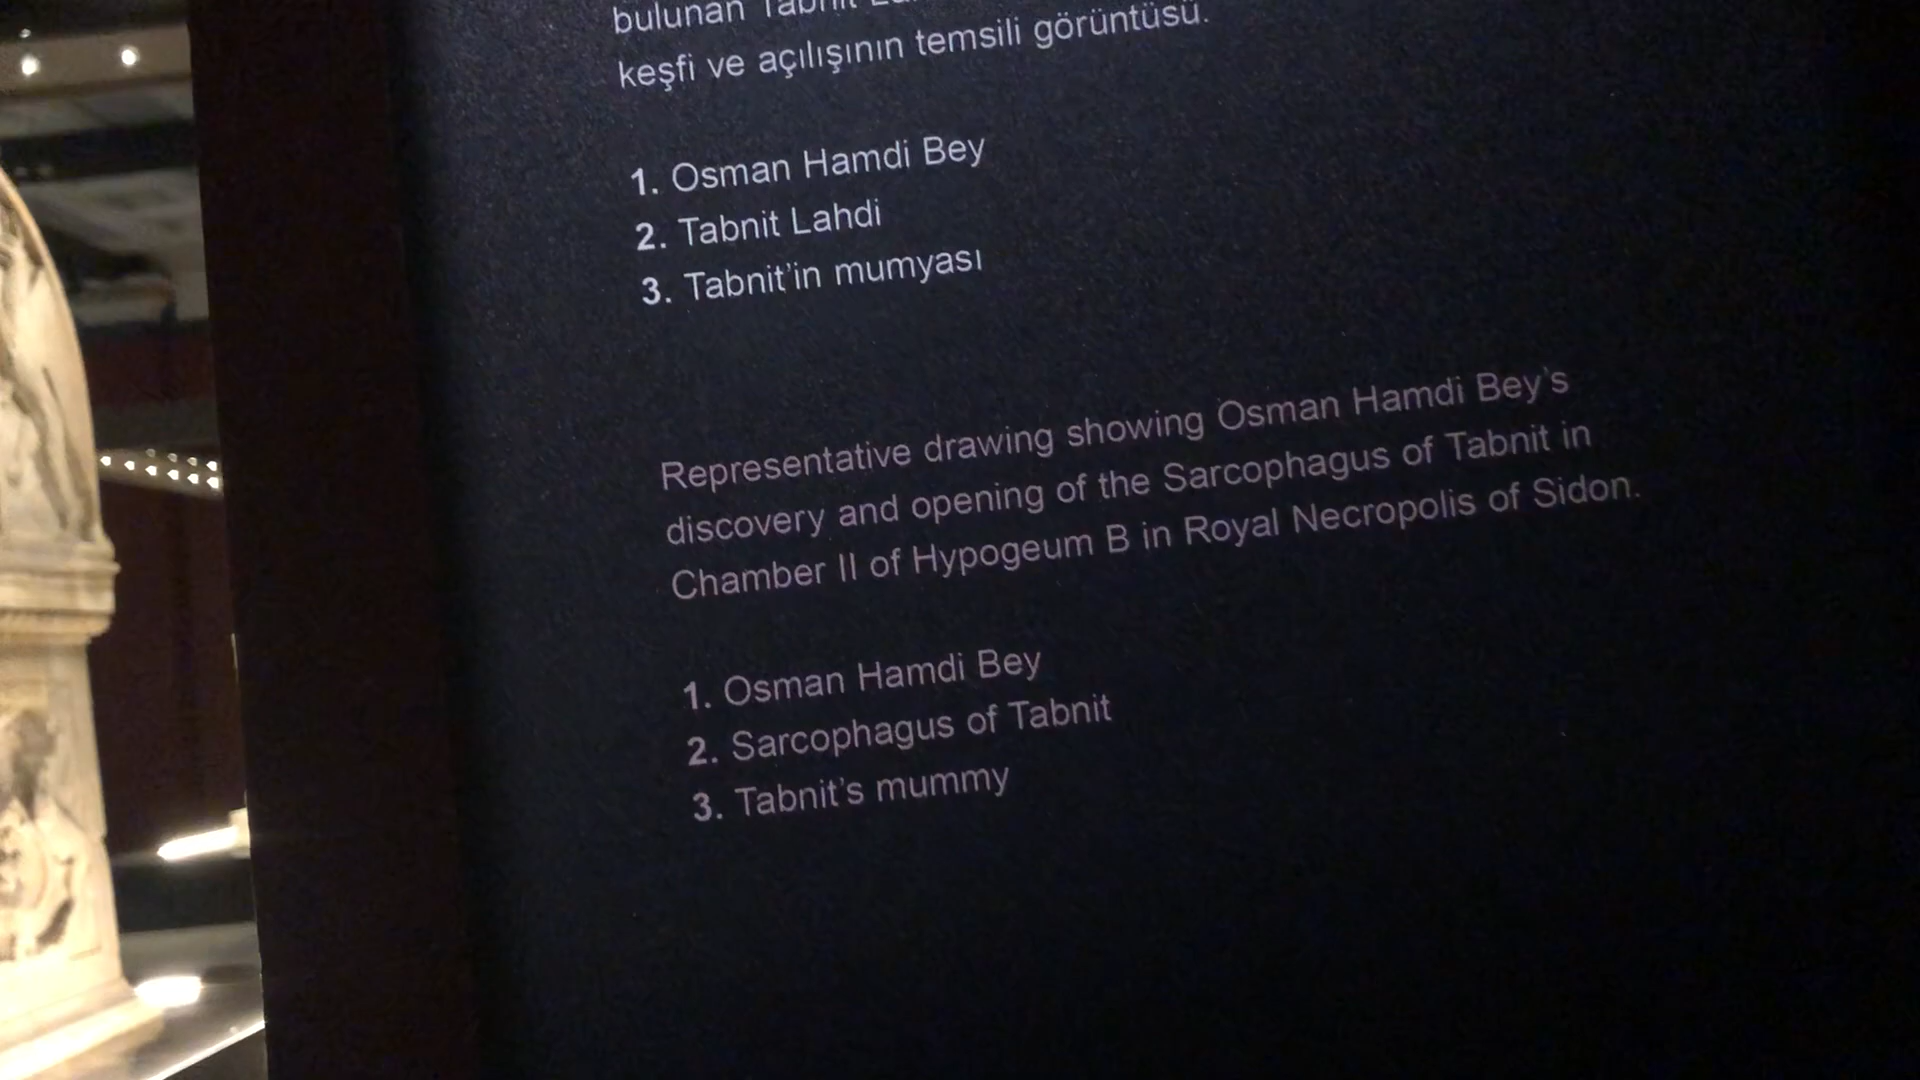 bulunan Tabnit
keşfi ve açılışının temsili görüntüsü.
1. Osman Hamdi Bey
2. Tabnit Lahdi
3. Tabnit'in mumyası
Representative drawing showing Osman Hamdi Bey's
discovery and opening of the Sarcophagus of Tabnit in
Chamber II of Hypogeum B in Royal Necropolis of Sidon.
1. Osman Hamdi Bey
2. Sarcophagus of Tabnit
3. Tabnit's mummy